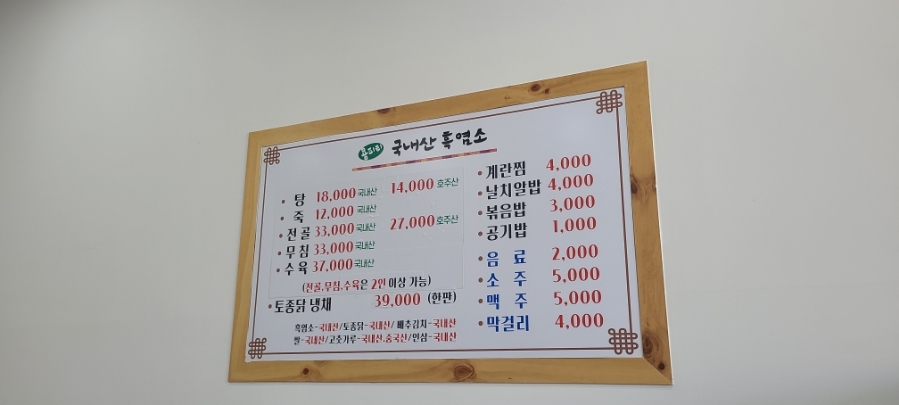 국내산 흑염소
· 탕 18,000 국내산 14,000 호주산
· 죽 12,000 국내산
· 전골 33,000 국내산 27,000 호주산
· 무침 33,000 국내산
· 수육 37,000 국내산
(전골,무침,수육은 2인 이상 가능)
· 토종닭 냉채 39,000 (한판)
흑염소-국내산/토종닭-국내산/ 배추김치-국내산
쌀-국내산/고춧가루-국내산,중국산/인삼-국내산
· 계란찜 4,000
· 날치알밥 4,000
· 볶음밥 3,000
· 공기밥 1,000
· 음 료 2,000
· 소 주 5,000
· 맥 주 5,000
· 막걸리 4,000